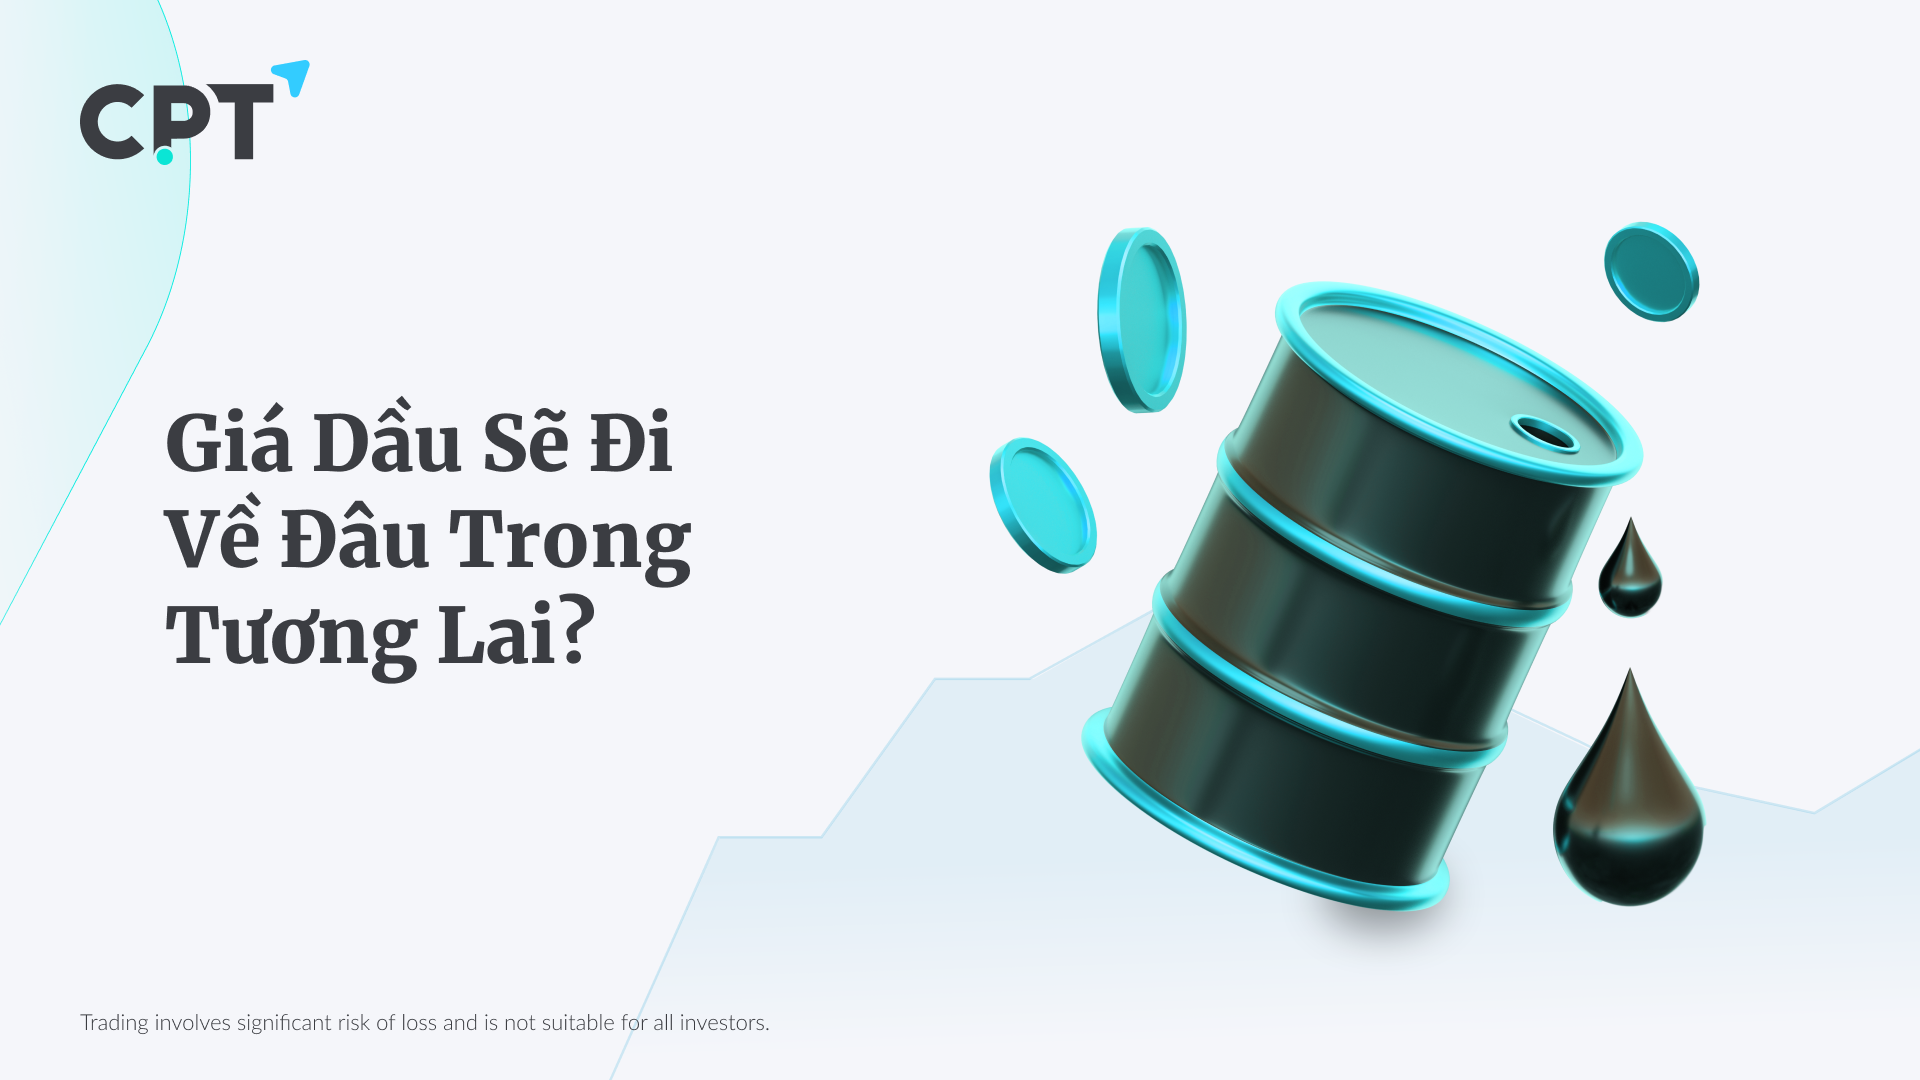 CPT
Giá Dầu Sẽ Đi
Về Đâu Trong
Tương Lai?
Trading involves significant risk of loss and is not suitable for all investors.